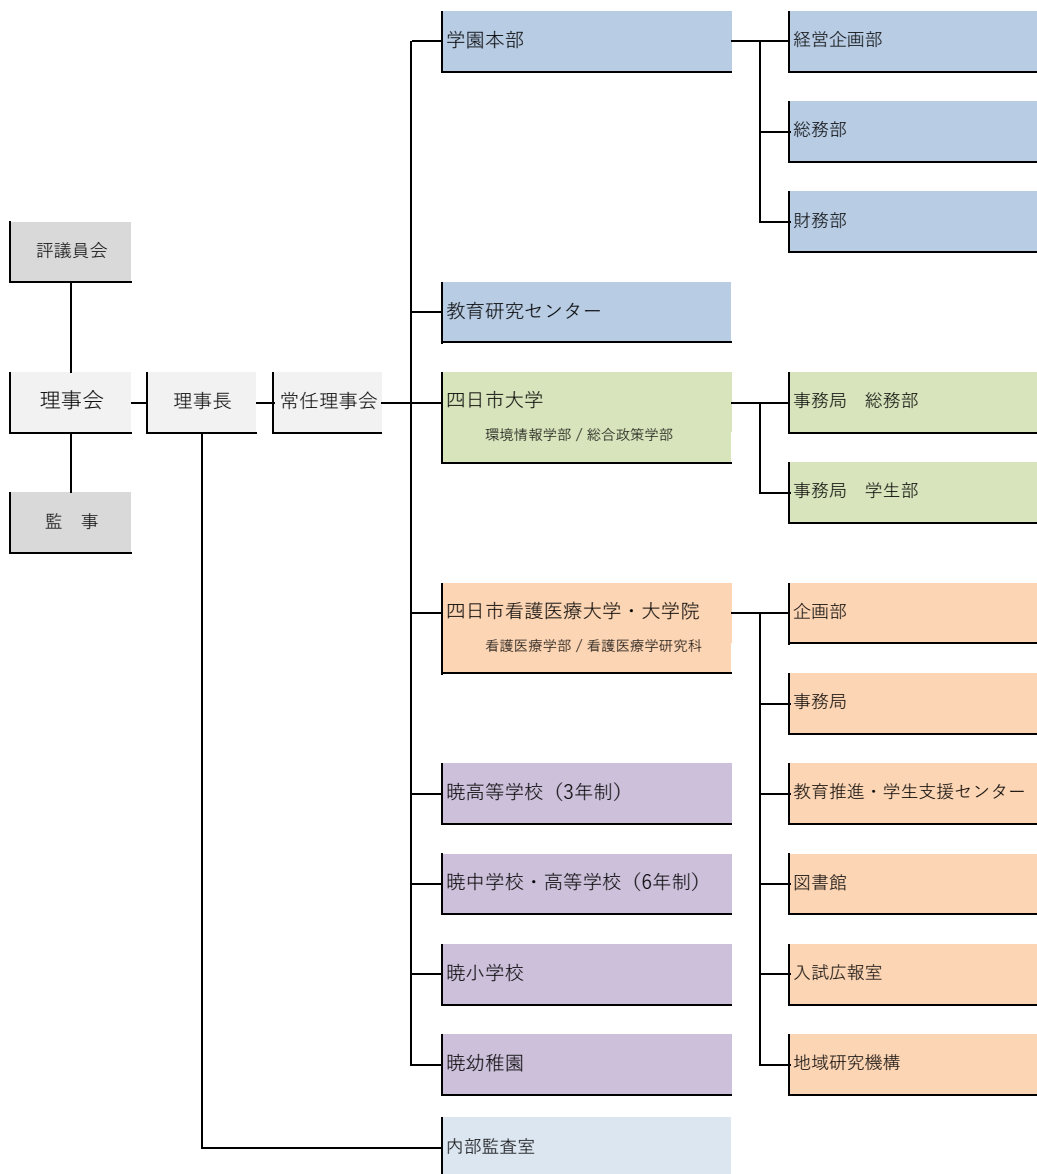 評議員会
理事会
監　事
理事長
常任理事会
学園本部
経営企画部
総務部
財務部
教育研究センター
四日市大学
環境情報学部 / 総合政策学部
事務局　総務部
事務局　学生部
四日市看護医療大学・大学院
看護医療学部 / 看護医療学研究科
企画部
事務局
教育推進・学生支援センター
図書館
入試広報室
地域研究機構
暁高等学校（3年制）
暁中学校・高等学校（6年制）
暁小学校
暁幼稚園
内部監査室